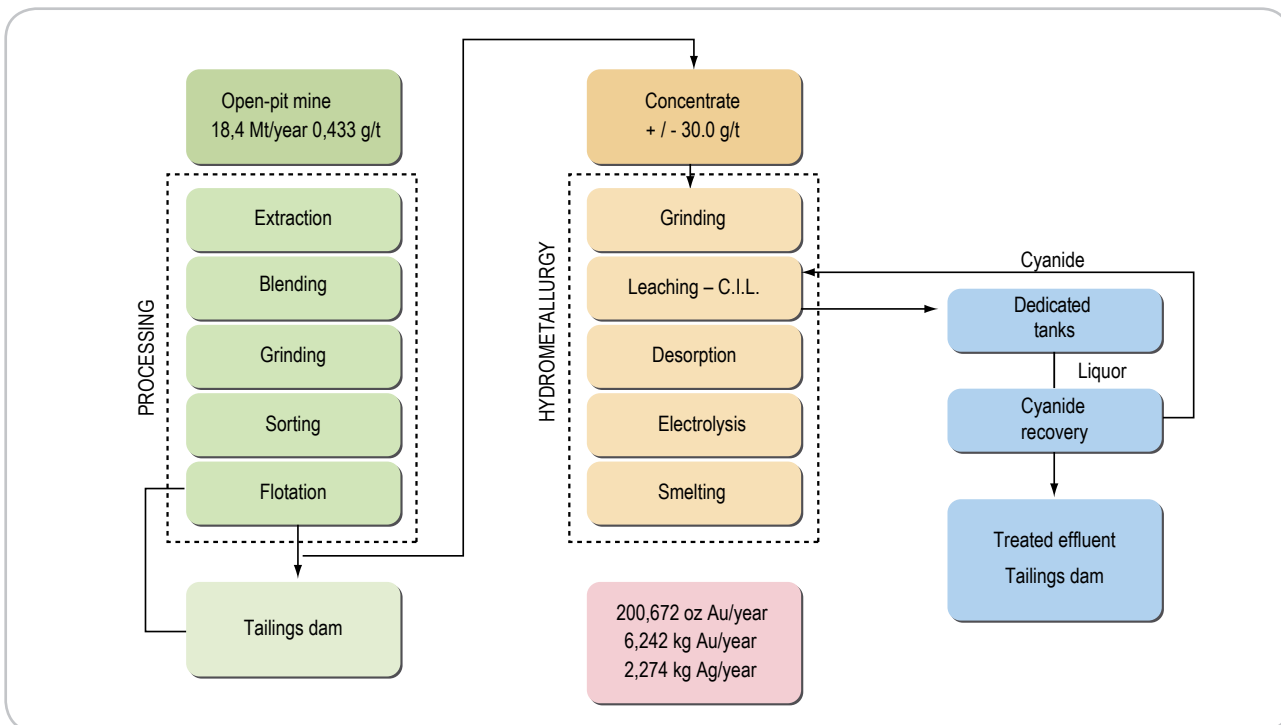 Open-pit mine
18,4 Mt/year 0,433 g/t
PROCESSING
Extraction
Blending
Grinding
Sorting
Flotation
Tailings dam
Concentrate
+ / - 30.0 g/t
HYDROMETALLURGY
Grinding
Leaching – C.I.L.
Desorption
Electrolysis
Smelting
200,672 oz Au/year
6,242 kg Au/year
2,274 kg Ag/year
Cyanide
Dedicated
tanks
Liquor
Cyanide
recovery
Treated effluent
Tailings dam